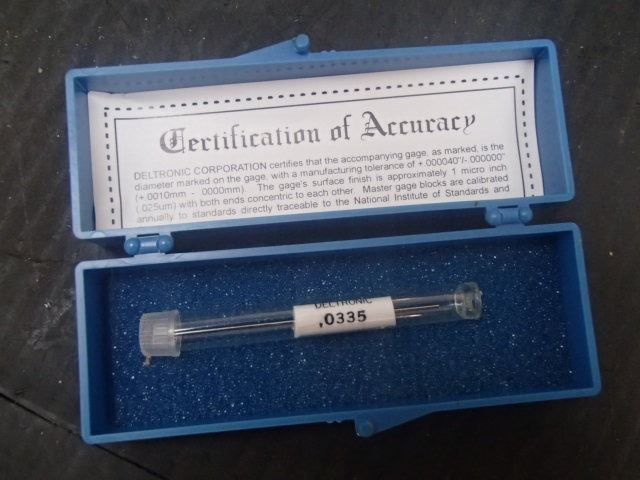 Certification of Accuracy
DELTRONIC CORPORATION certifies that the accompanying gage, as marked, is the
diameter marked on the gage, with a manufacturing tolerance of +.000040"/-.000000"
(+.0010mm - .0000mm). The gage's surface finish is approximately 1 micro inch
(.025um) with both ends concentric to each other. Master gage blocks are calibrated
annually to standards directly traceable to the National Institute of Standards and
DELTRONIC
.0335